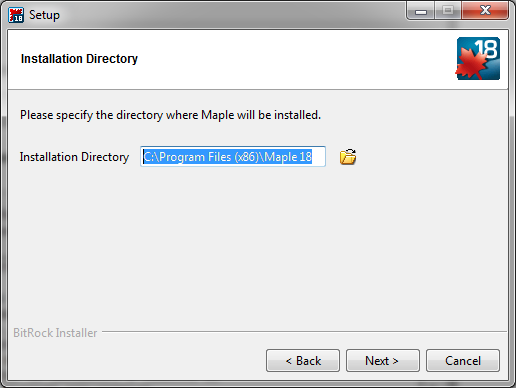 18 Setup
Installation Directory
18
Please specify the directory where Maple will be installed.
Installation Directory C:\Program Files (x86)\Maple 18
BitRock Installer
< Back Next > Cancel